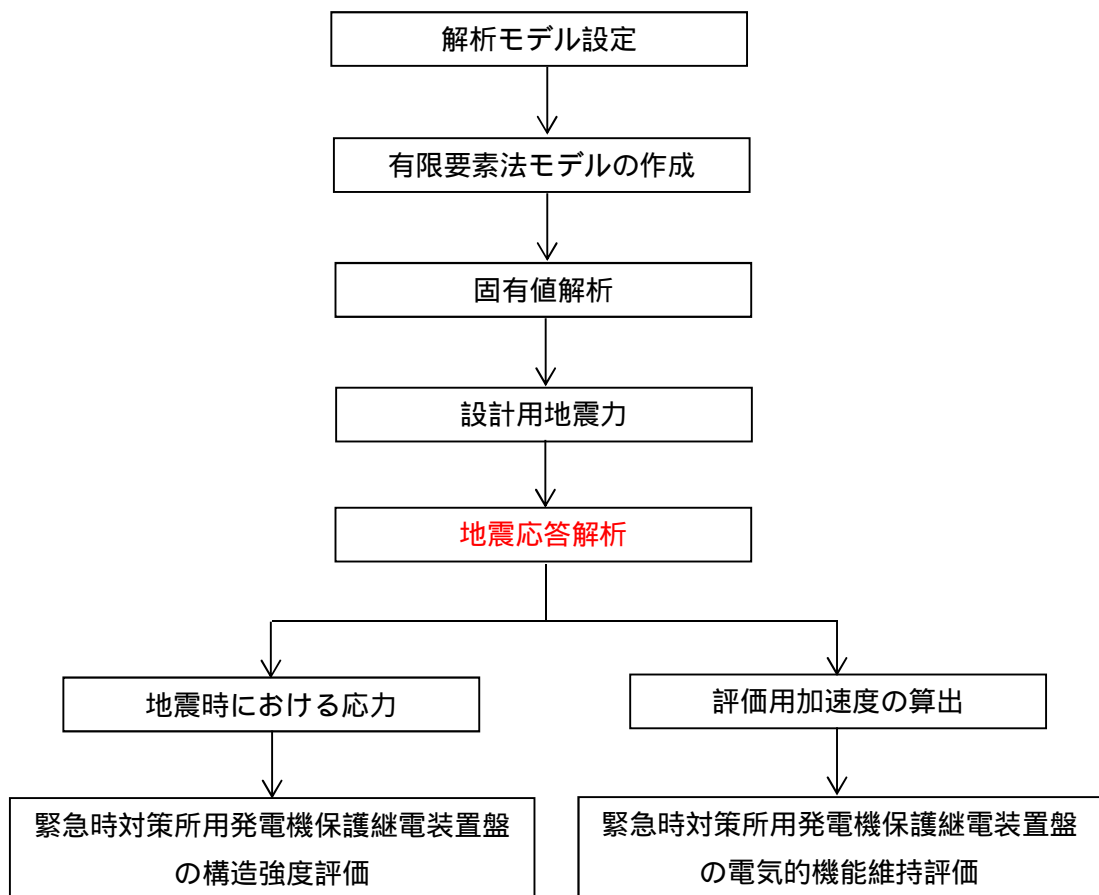 解析モデル設定
有限要素法モデルの作成
固有値解析
設計用地震力
地震応答解析
地震時における応力
評価用加速度の算出
緊急時対策所用発電機保護継電装置盤
の構造強度評価
緊急時対策所用発電機保護継電装置盤
の電気的機能維持評価